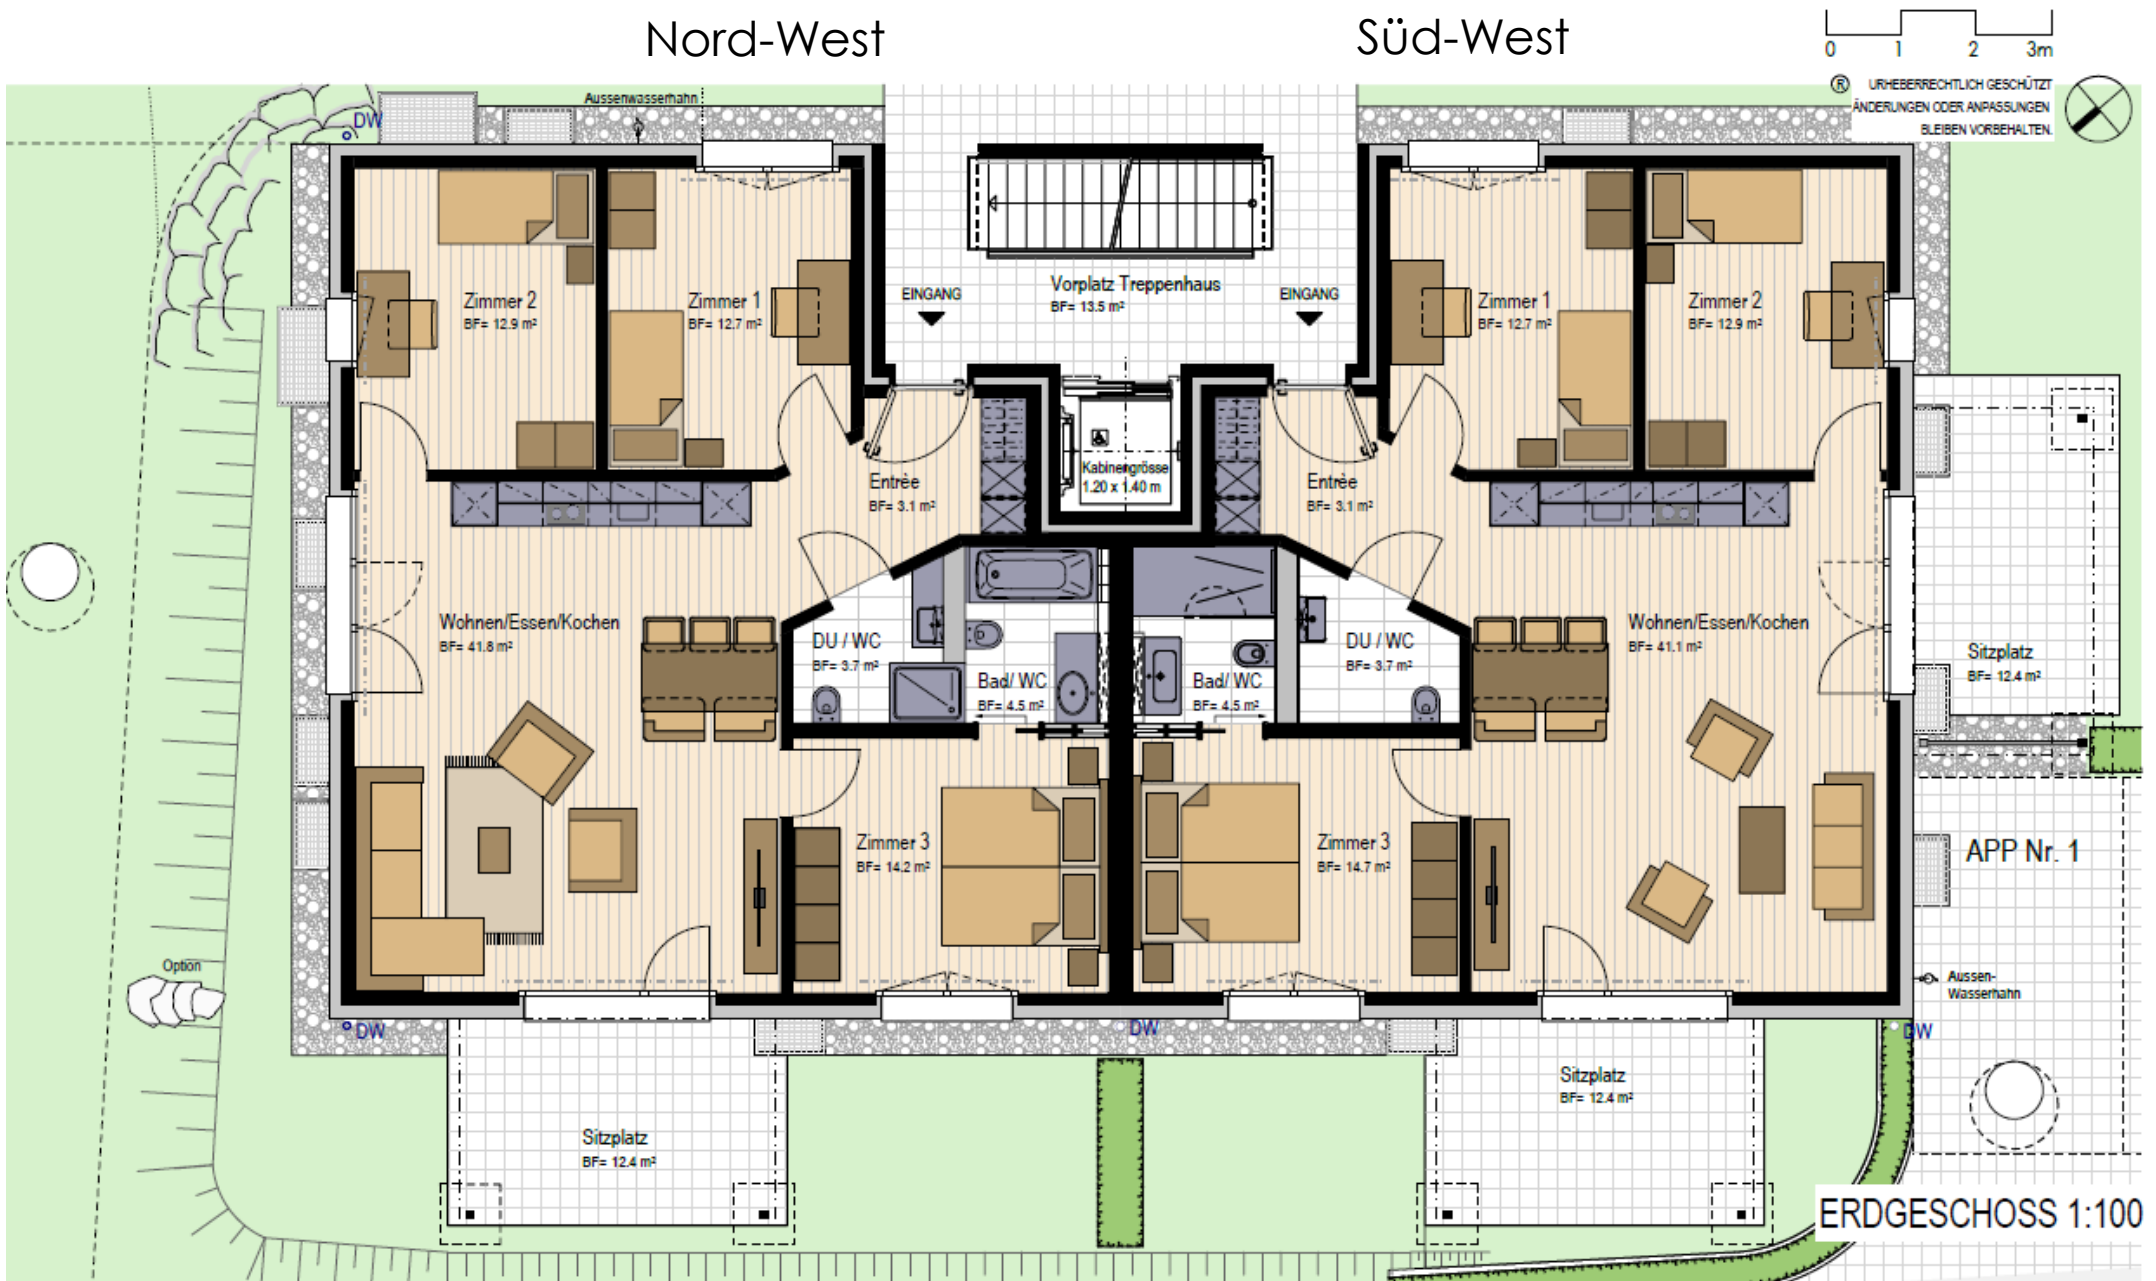 Nord-West
Süd-West
0 1 2 3m
® URHEBERRECHTLICH GESCHÜTZT
ÄNDERUNGEN ODER ANPASSUNGEN
BLEIBEN VORBEHALTEN.
Aussenwasserhahn
DW
Zimmer 2
BF= 12.9 m²
Zimmer 1
BF= 12.7 m²
EINGANG
Vorplatz Treppenhaus
BF= 13.5 m²
EINGANG
Zimmer 1
BF= 12.7 m²
Zimmer 2
BF= 12.9 m²
Entrèe
BF= 3.1 m²
Kabinengrösse
1.20 x 1.40 m
Entrèe
BF= 3.1 m²
Wohnen/Essen/Kochen
BF= 41.8 m²
DU / WC
BF= 3.7 m²
Bad/ WC
BF= 4.5 m²
Bad/ WC
BF= 4.5 m²
DU / WC
BF= 3.7 m²
Wohnen/Essen/Kochen
BF= 41.1 m²
Sitzplatz
BF= 12.4 m²
Zimmer 3
BF= 14.2 m²
Zimmer 3
BF= 14.7 m²
APP Nr. 1
Option
Aussen-
Wasserhahn
DW
DW
DW
Sitzplatz
BF= 12.4 m²
Sitzplatz
BF= 12.4 m²
ERDGESCHOSS 1:100